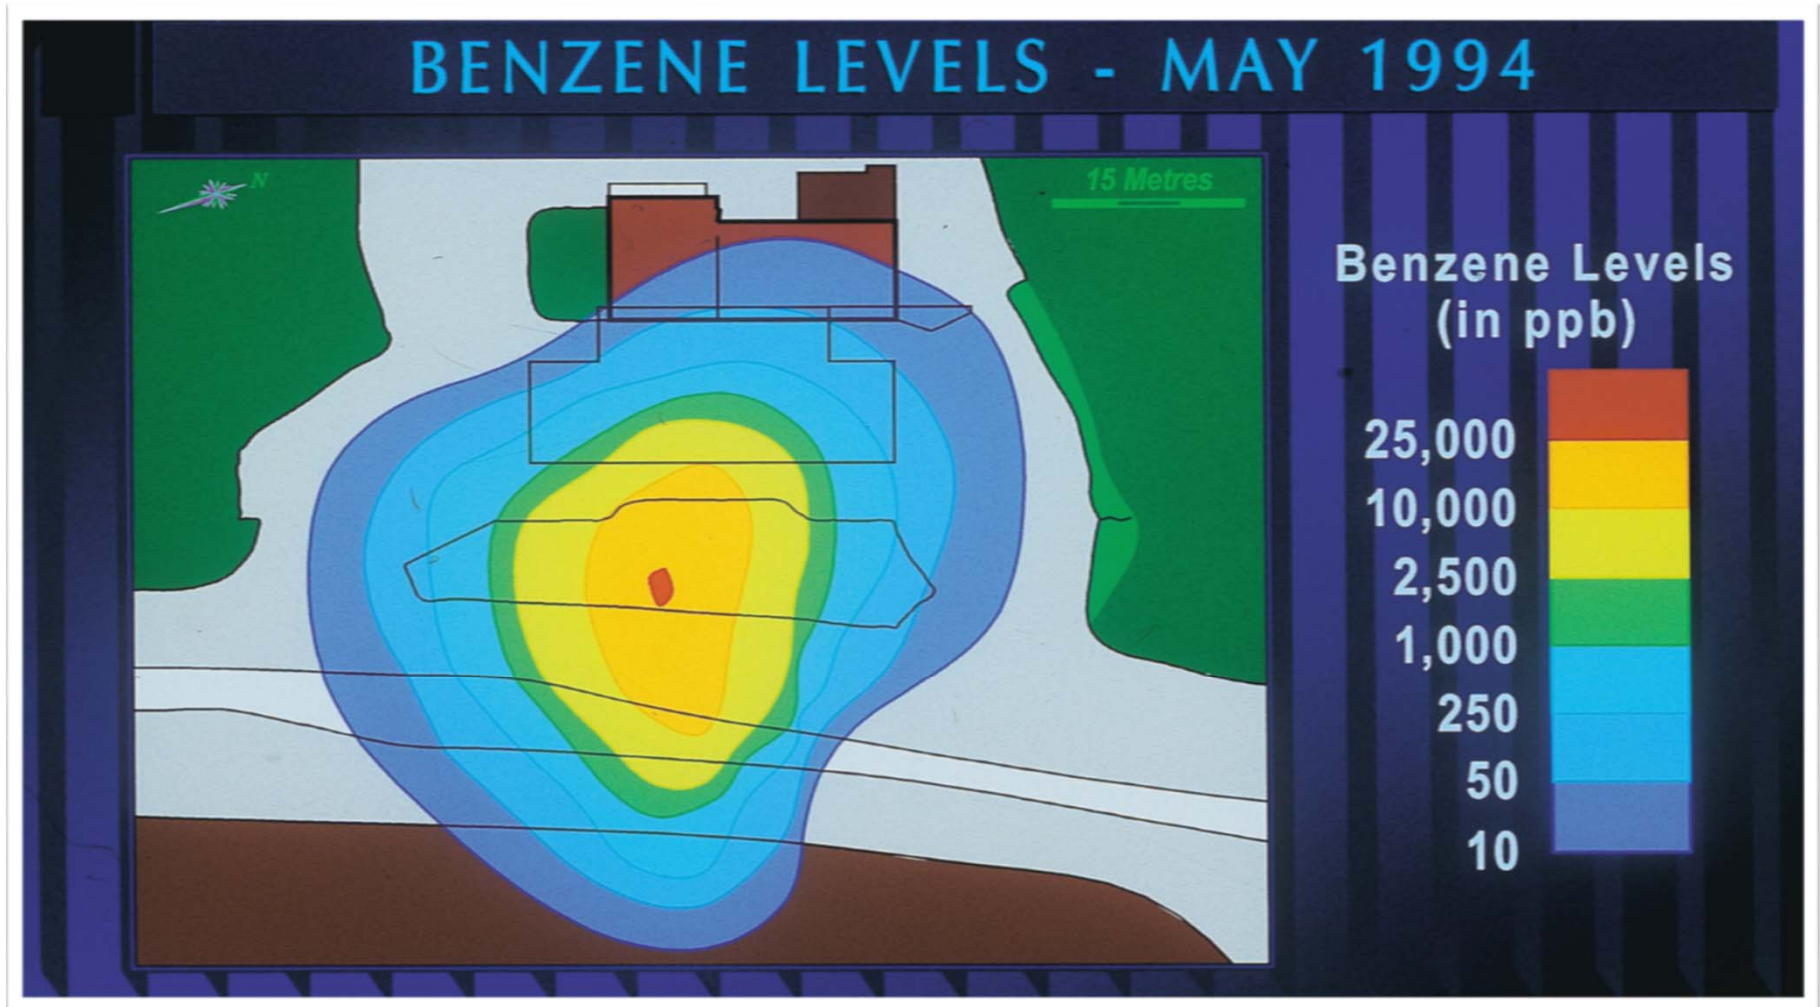 BENZENE LEVELS - MAY 1994
N
15 Metres
Benzene Levels
(in ppb)
25,000
10,000
2,500
1,000
250
50
10